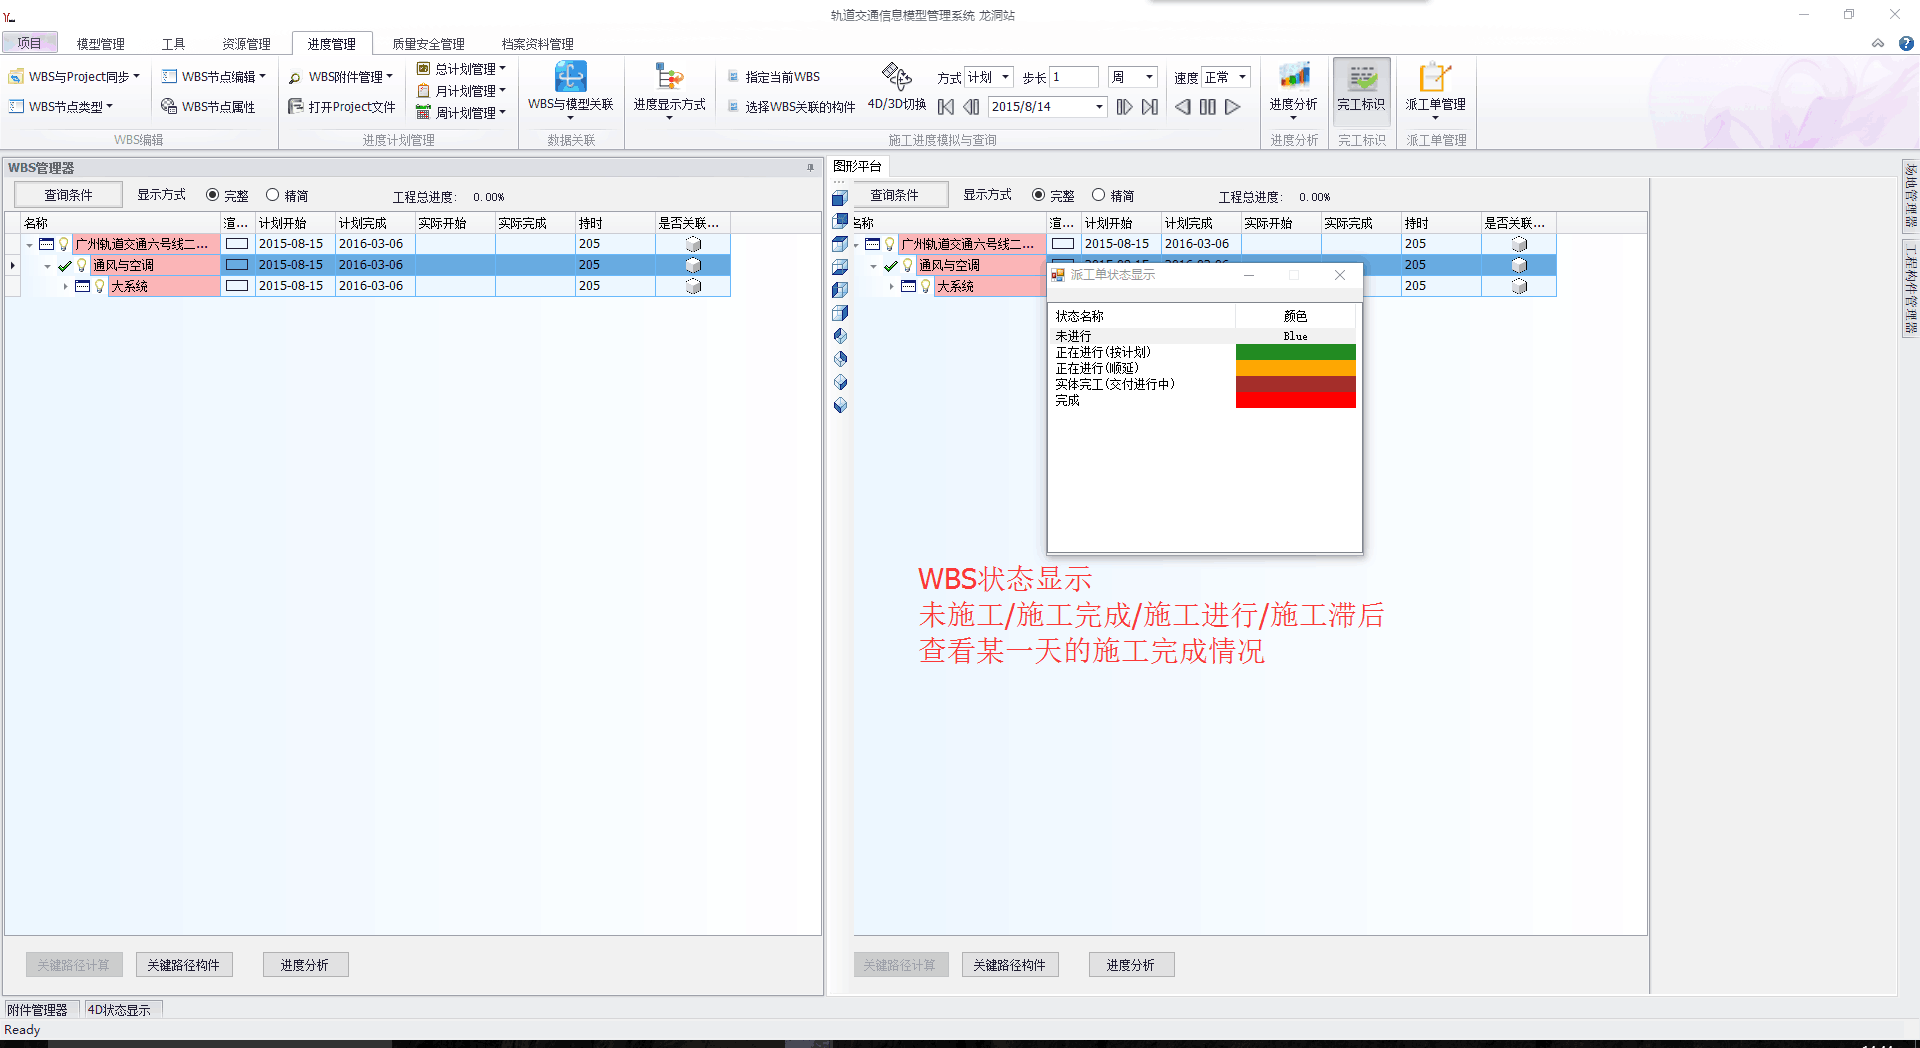 轨道交通信息模型管理系统 龙洞站
项目 模型管理 工具 资源管理 进度管理 质量安全管理 档案资料管理
WBS与Project同步 WBS节点编辑 WBS附件管理 总计划管理
月计划管理
WBS节点类型 WBS节点属性 打开Project文件 周计划管理
WBS与模型关联 进度显示方式
指定当前WBS
选择WBS关联的构件
4D/3D切换
方式 计划 步长 1 周 速度 正常
2015/8/14
进度分析 完工标识 派工单管理
WBS编辑 进度计划管理 数据关联 施工进度模拟与查询 进度分析 完工标识 派工单管理
WBS管理器
查询条件 显示方式 完整 精简 工程总进度: 0.00%
名称 渲... 计划开始 计划完成 实际开始 实际完成 持时 是否关联...
广州轨道交通六号线二... 2015-08-15 2016-03-06 205
通风与空调 2015-08-15 2016-03-06 205
大系统 2015-08-15 2016-03-06 205
关键路径计算 关键路径构件 进度分析
图形平台
查询条件 显示方式 完整 精简 工程总进度: 0.00%
名称 渲... 计划开始 计划完成 实际开始 实际完成 持时 是否关联...
广州轨道交通六号线二... 2015-08-15 2016-03-06 205
通风与空调 205
大系统 205
派工单状态显示
状态名称 颜色
未进行 Blue
正在进行(按计划)
正在进行(顺延)
实体完工(交付进行中)
完成
WBS状态显示
未施工/施工完成/施工进行/施工滞后
查看某一天的施工完成情况
关键路径计算 关键路径构件 进度分析
场地管理器
工程构件管理器
附件管理器 4D状态显示
Ready